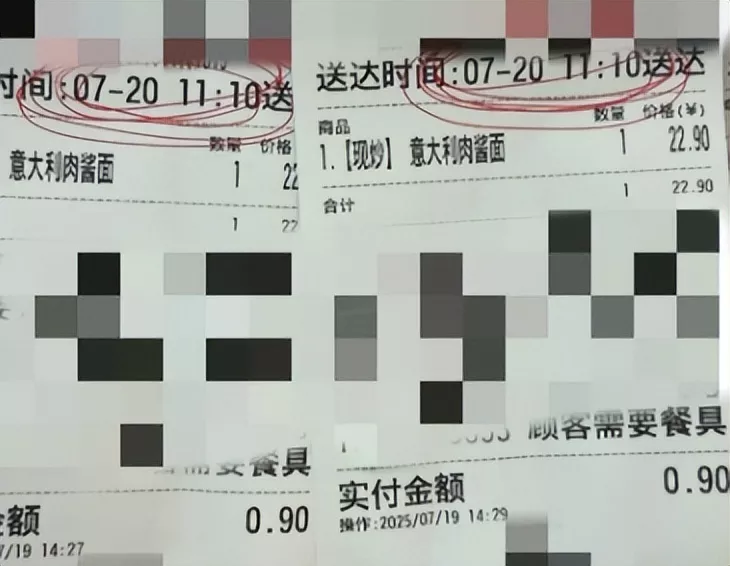 时间:07-20 11:10送
数量 价格
意大利肉酱面 1 22
1 22
需要餐具
金额 0.90
7/19 14:27
送达时间:07-20 11:10送达
商品 数量 价格(¥)
1.【现炒】 意大利肉酱面 1 22.90
合计 1 22.90
顾客需要餐具
实付金额 0.90
操作:2025/07/19 14:29